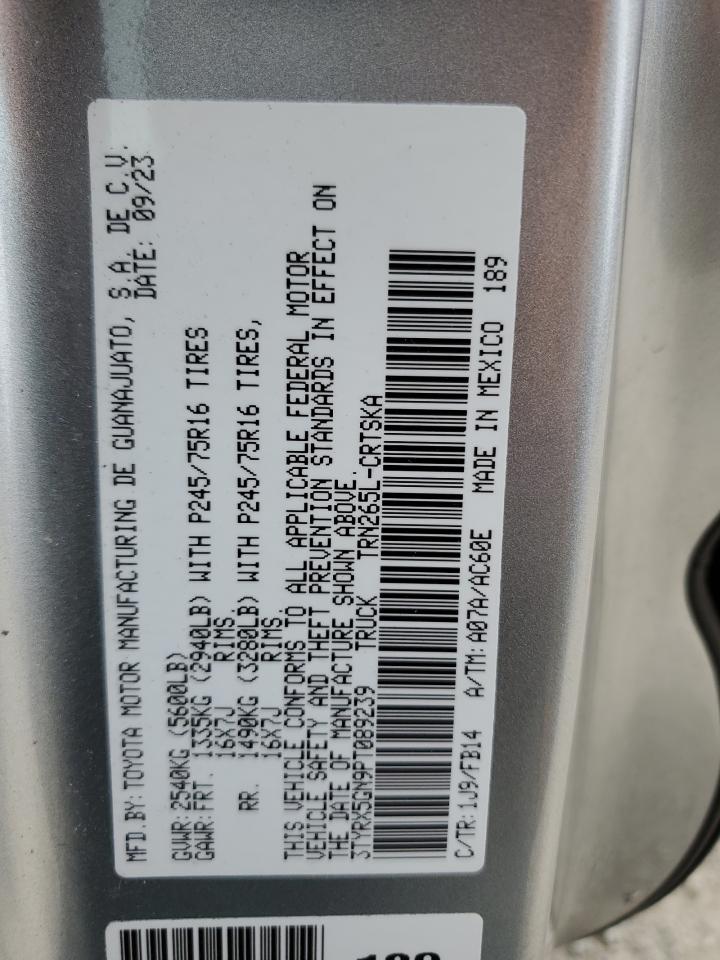 MFD.BY:TOYOTA MOTOR MANUFACTURING DE GUANAJUATO, S.A. DE C.V.
DATE: 09/23
GVWR:2540KG (5600LB)
GAWR:FRT. 1335KG (2940LB) WITH P245/75R16 TIRES
16X7J RIMS.
RR. 1490KG (3280LB) WITH P245/75R16 TIRES,
16X7J RIMS.
THIS VEHICLE CONFORMS TO ALL APPLICABLE FEDERAL MOTOR
VEHICLE SAFETY AND THEFT PREVENTION STANDARDS IN EFFECT ON
THE DATE OF MANUFACTURE SHOWN ABOVE.
3TYRX5GN9PT089239 TRUCK TRN265L-CRTSKA
C/TR:1J9/FB14 A/TM:A07A/AC60E MADE IN MEXICO 189